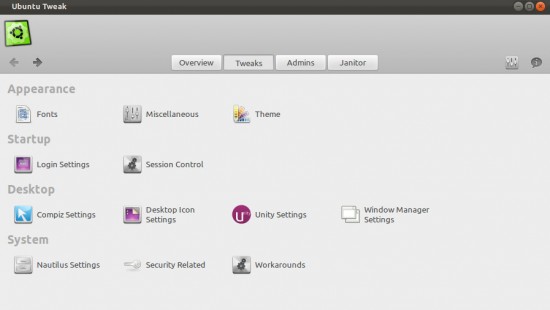 Ubuntu Tweak
Overview Tweaks Admins Janitor
Appearance
Fonts Miscellaneous Theme
Startup
Login Settings Session Control
Desktop
Compiz Settings Desktop Icon Settings Unity Settings Window Manager Settings
System
Nautilus Settings Security Related Workarounds